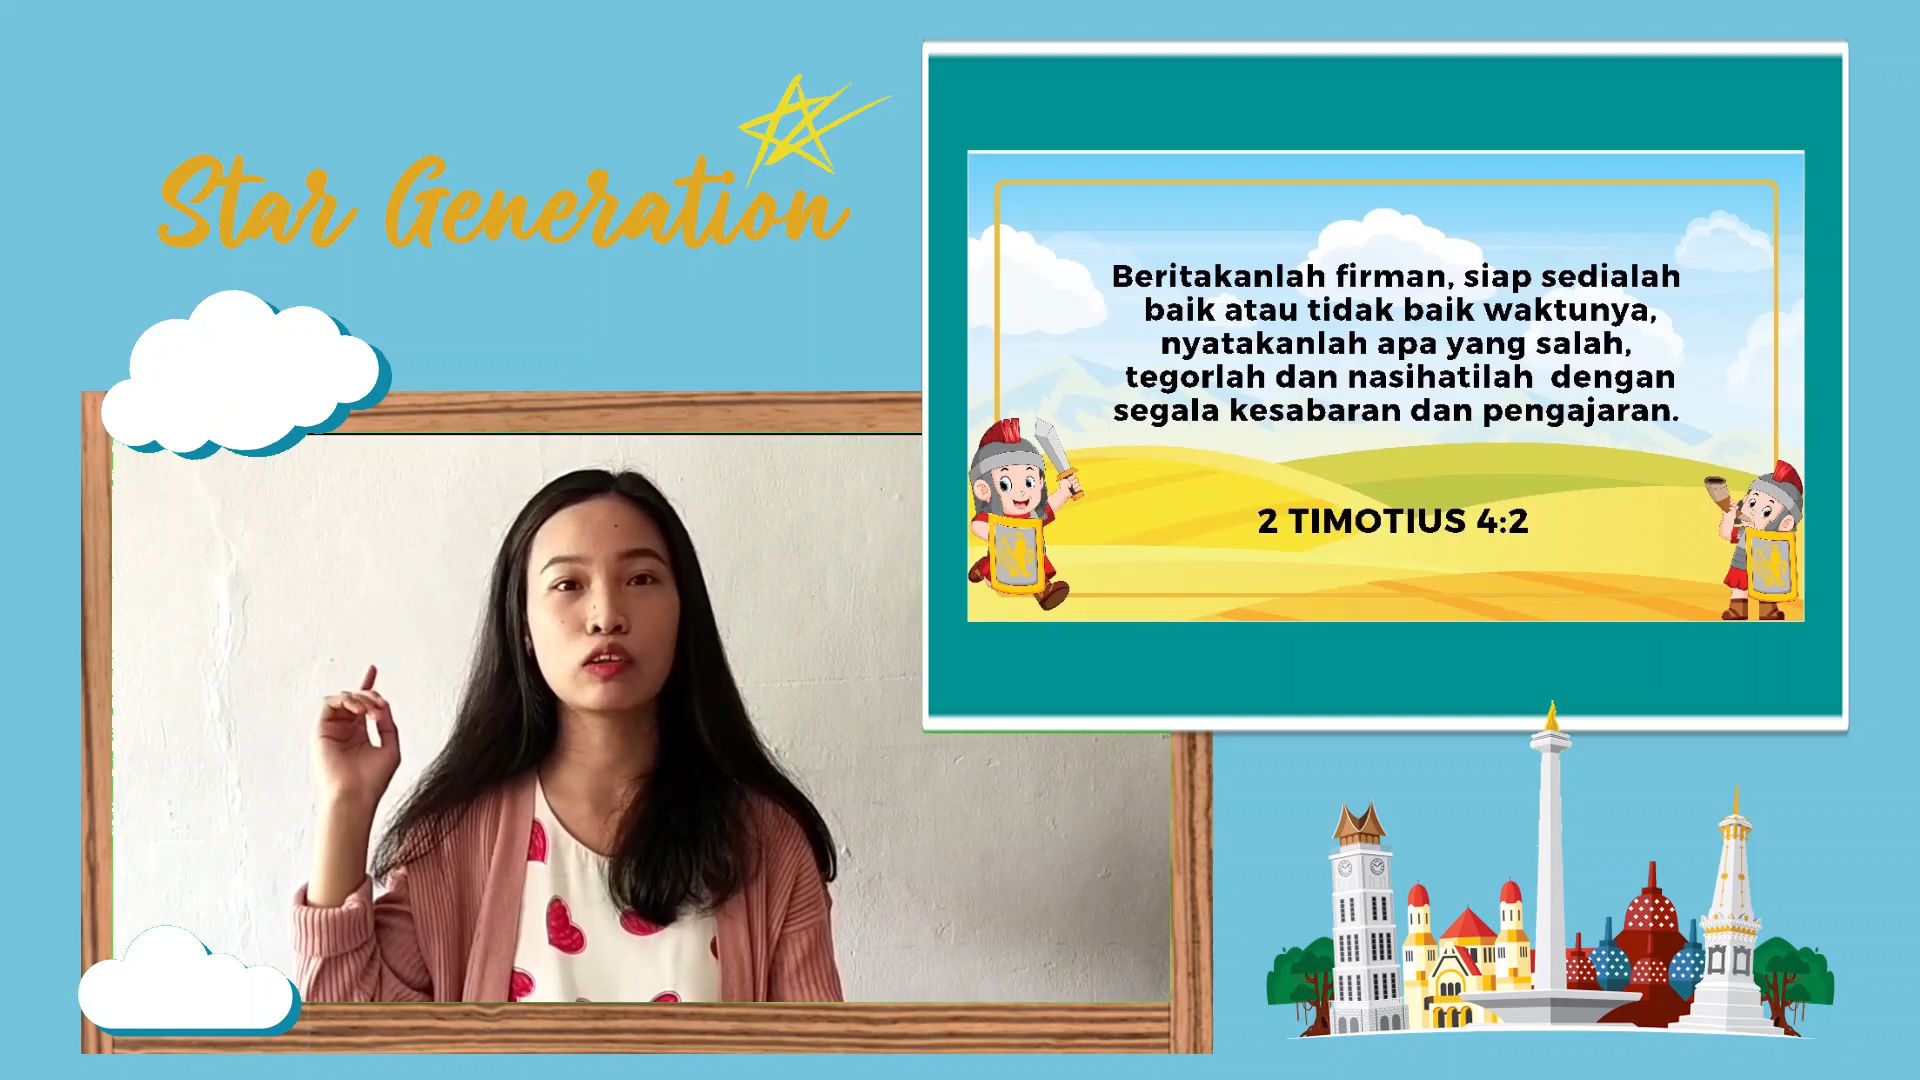 Star Generation
Beritakanlah firman, siap sedialah
baik atau tidak baik waktunya,
nyatakanlah apa yang salah,
tegorlah dan nasihatilah dengan
segala kesabaran dan pengajaran.
2 TIMOTIUS 4:2